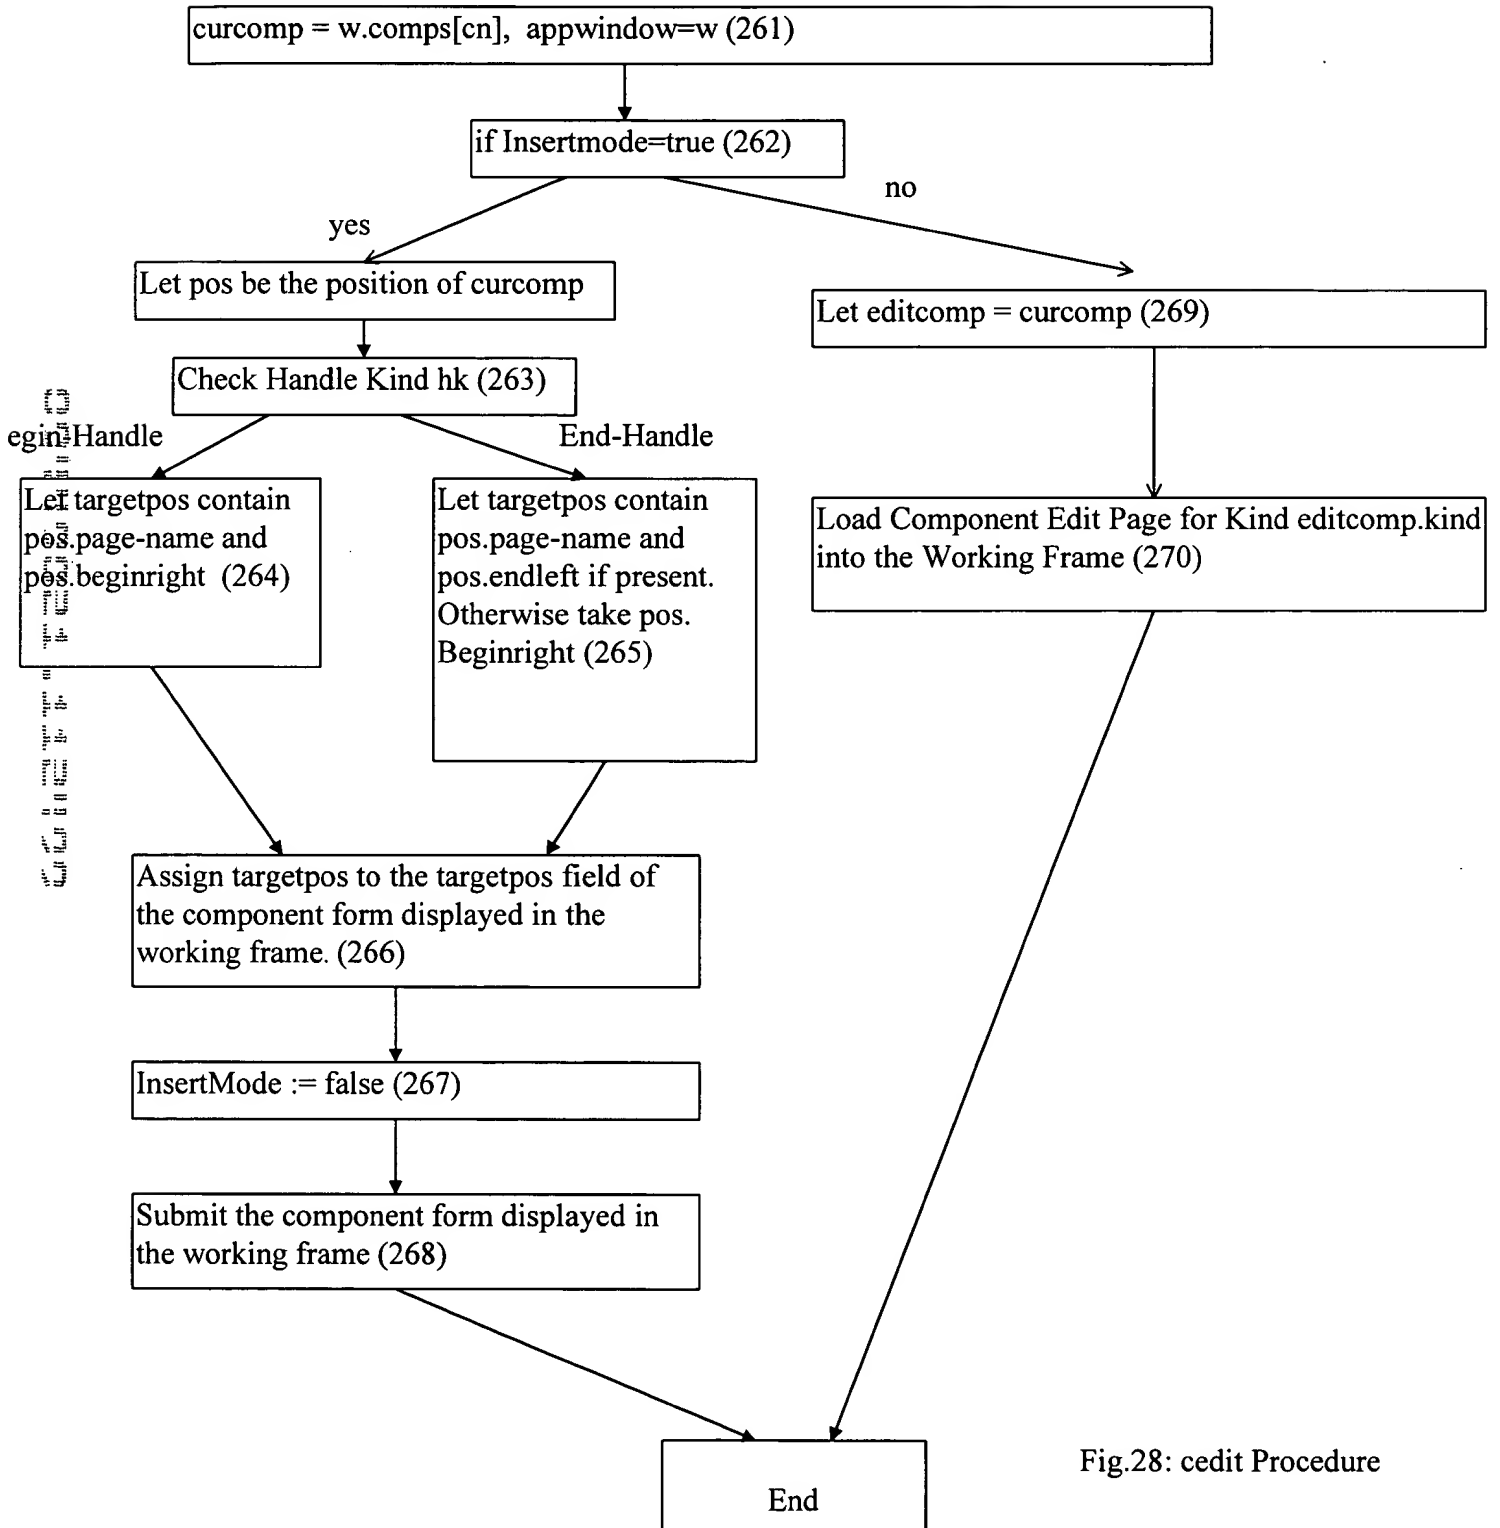 curcomp = w.comps[cn], appwindow=w (261)
if Insertmode=true (262)
no
yes
Let pos be the position of curcomp
Let editcomp = curcomp (269)
Check Handle Kind hk (263)
egin-Handle
End-Handle
Let targetpos contain
pos.page-name and
pos.beginright (264)
Let targetpos contain
pos.page-name and
pos.endleft if present.
Otherwise take pos.
Beginright (265)
Load Component Edit Page for Kind editcomp.kind
into the Working Frame (270)
Assign targetpos to the targetpos field of
the component form displayed in the
working frame. (266)
InsertMode := false (267)
Submit the component form displayed in
the working frame (268)
Fig.28: cedit Procedure
End